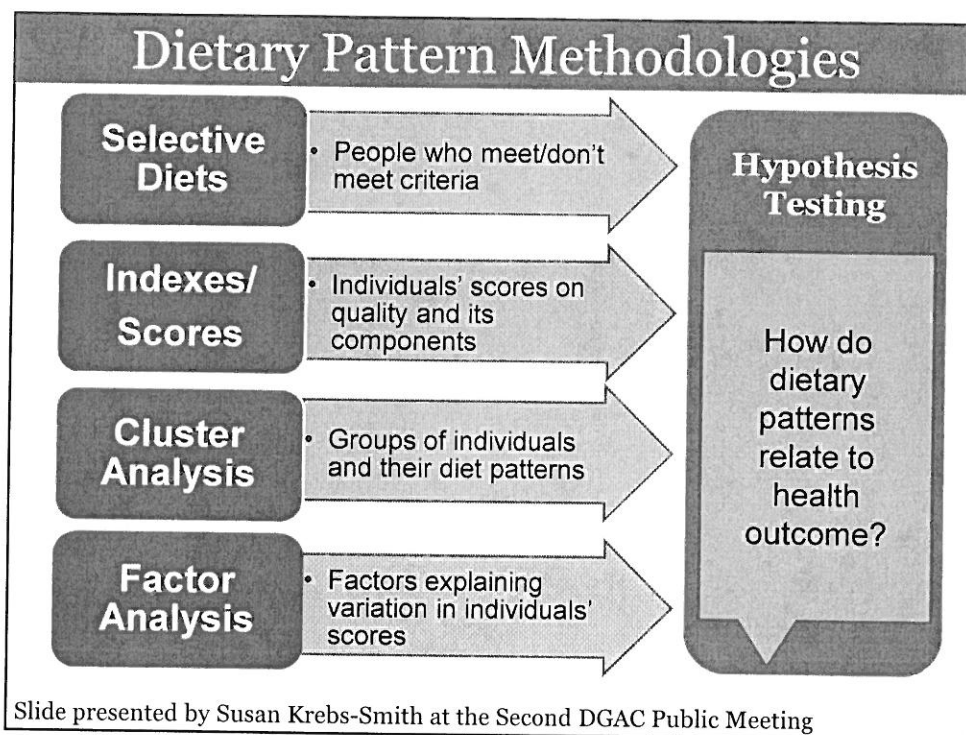 Dietary Pattern Methodologies
Selective
Diets
• People who meet/don't
meet criteria
Indexes/
Scores
• Individuals' scores on
quality and its
components
Cluster
Analysis
• Groups of individuals
and their diet patterns
Factor
Analysis
• Factors explaining
variation in individuals'
scores
Hypothesis
Testing
How do
dietary
patterns
relate to
health
outcome?
Slide presented by Susan Krebs-Smith at the Second DGAC Public Meeting